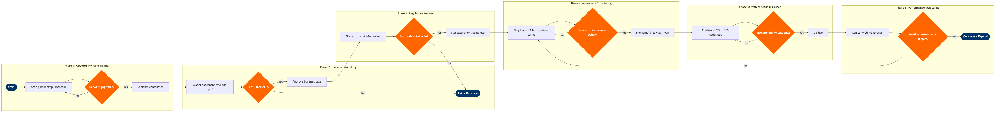 Phase 1: Opportunity Identification
Start
Scan partnership landscape
Network gap filled?
No
Yes
Shortlist candidates
Phase 2: Financial Modelling
Model codeshare revenue
uplift
NPV ≥ threshold?
Yes
Approve business case
No
Exit / Re-scope
Phase 3: Regulatory Review
File antitrust & ASA review
Approvals obtainable?
Yes
Slot assessment complete
No
Phase 4: Agreement Structuring
Negotiate ITA & codeshare
terms
No
Terms within revenue
policy?
Yes
File joint fares via ATPCO
Phase 5: System Setup & Launch
Configure PSS & GDS
codeshare
No
Interoperability test pass?
Yes
Go-live
Phase 6: Performance Monitoring
Monitor yield vs forecast
Meeting performance
targets?
Yes
Continue / Expand
No